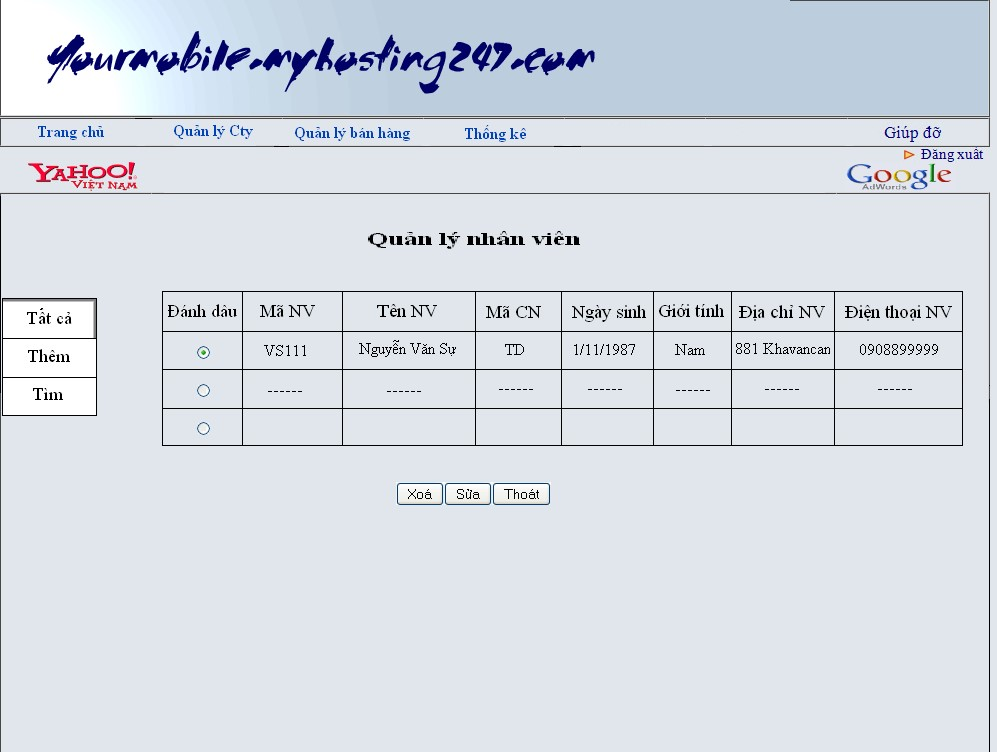 Yourmobile.myhosting247.com
Trang chủ Quản lý Cty Quản lý bán hàng Thống kê Giúp đỡ
Đăng xuất
YAHOO! VIỆT NAM
Google AdWords
Quản lý nhân viên
Tất cả
Thêm
Tìm
Đánh dâu Mã NV Tên NV Mã CN Ngày sinh Giới tính Địa chỉ NV Điện thoại NV
VS111 Nguyễn Văn Sự TD 1/11/1987 Nam 881 Khavancan 0908899999
------ ------ ------ ------ ------ ------ ------
Xoá Sửa Thoát